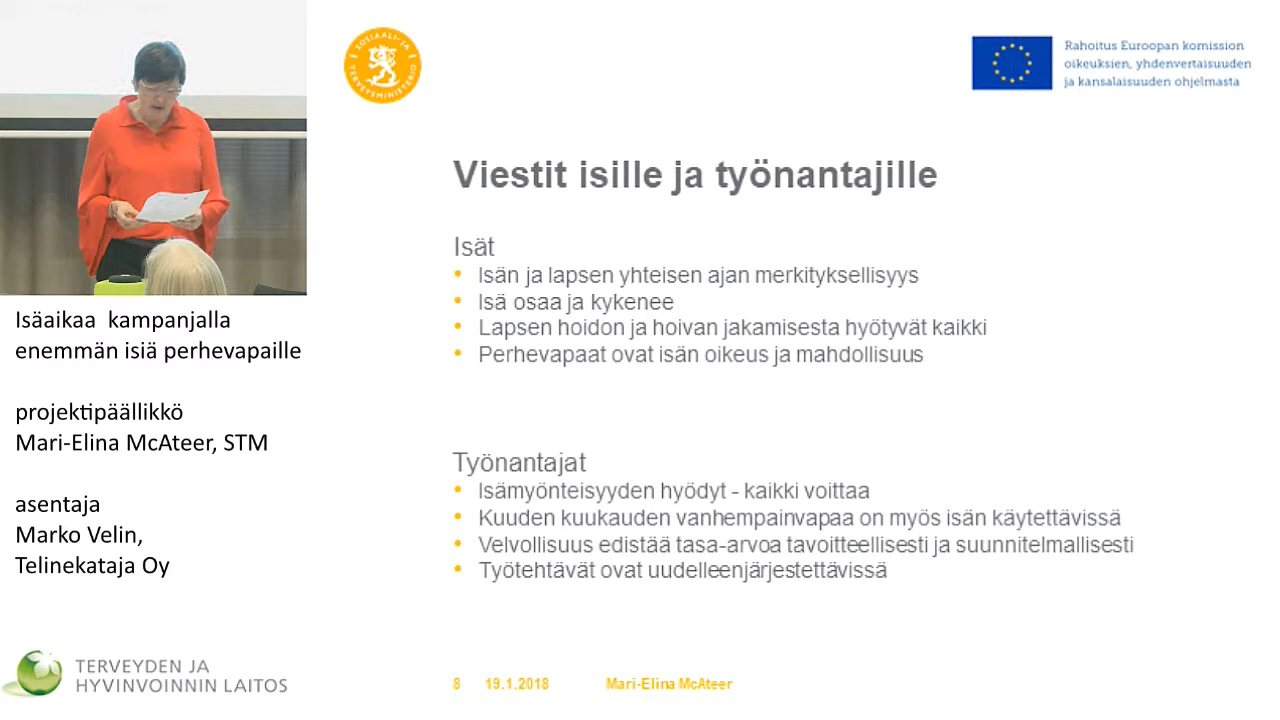 SOSIAALI- JA TERVEYSMINISTERIÖ
Rahoitus Euroopan komission
oikeuksien, yhdenvertaisuuden
ja kansalaisuuden ohjelmasta
Viestit isille ja työnantajille
Isät
• Isän ja lapsen yhteisen ajan merkityksellisyys
• Isä osaa ja kykenee
• Lapsen hoidon ja hoivan jakamisesta hyötyvät kaikki
• Perhevapaat ovat isän oikeus ja mahdollisuus
Työnantajat
• Isämyönteisyyden hyödyt - kaikki voittaa
• Kuuden kuukauden vanhempainvapaa on myös isän käytettävissä
• Velvollisuus edistää tasa-arvoa tavoitteellisesti ja suunnitelmallisesti
• Työtehtävät ovat uudelleenjärjestettävissä
8 19.1.2018 Mari-Elina McAteer
Isäaikaa kampanjalla
enemmän isiä perhevapaille
projektipäällikkö
Mari-Elina McAteer, STM
asentaja
Marko Velin,
Telinekataja Oy
TERVEYDEN JA
HYVINVOINNIN LAITOS